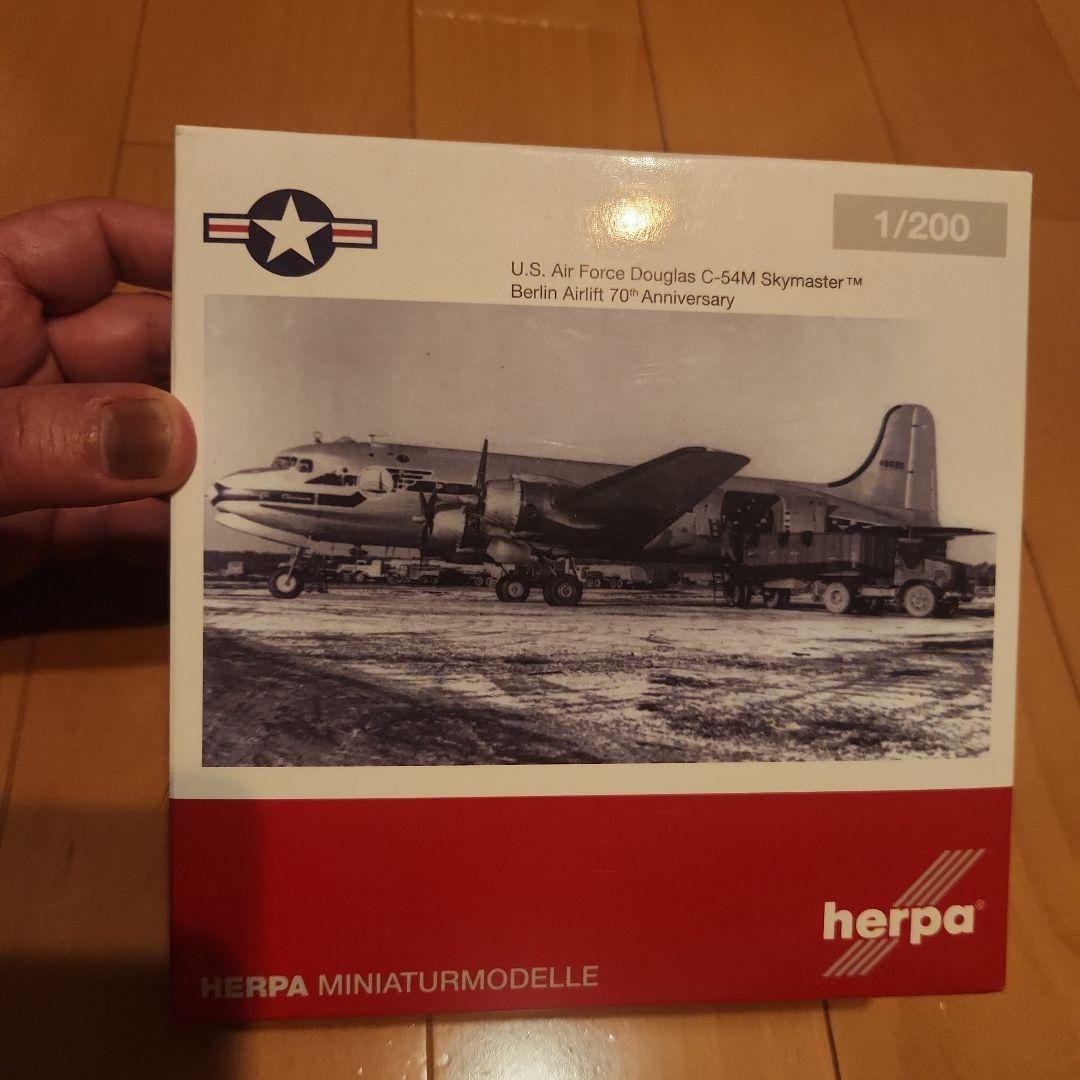 1/200
U.S. Air Force Douglas C-54M Skymaster™
Berlin Airlift 70th Anniversary
herpa®
HERPA MINIATURMODELLE